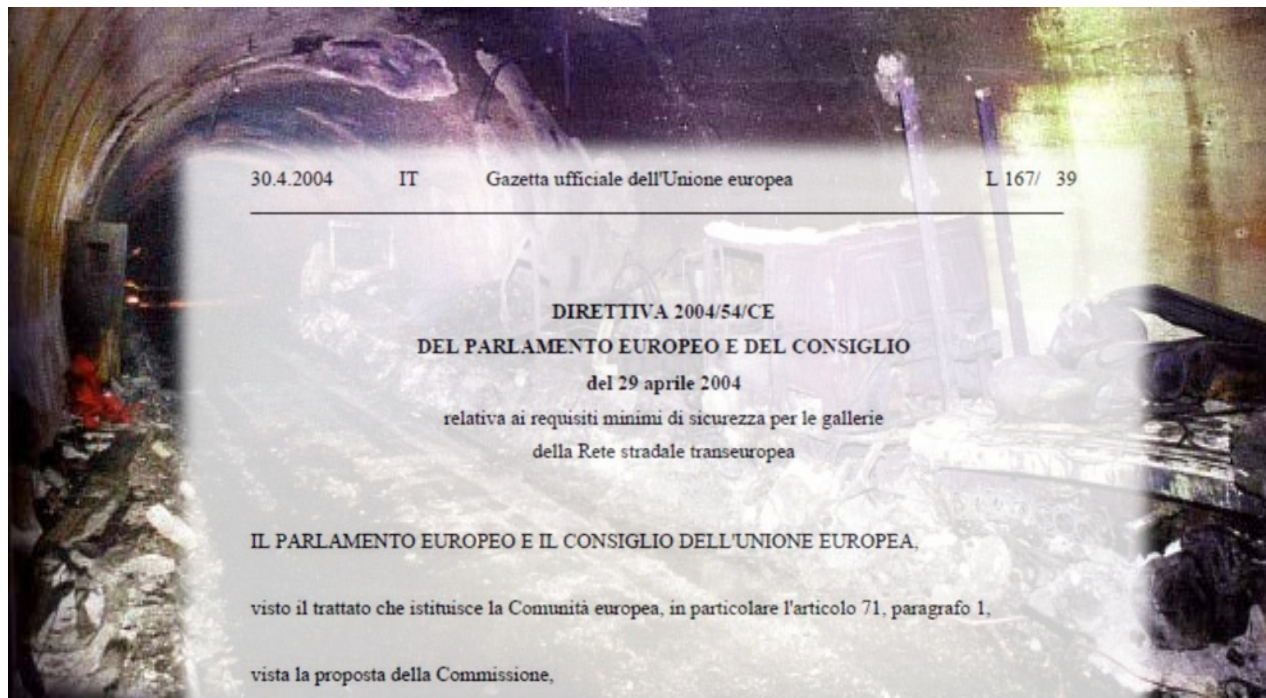 30.4.2004 IT Gazetta ufficiale dell'Unione europea L 167/ 39
DIRETTIVA 2004/54/CE
DEL PARLAMENTO EUROPEO E DEL CONSIGLIO
del 29 aprile 2004
relativa ai requisiti minimi di sicurezza per le gallerie
della Rete stradale transeuropea
IL PARLAMENTO EUROPEO E IL CONSIGLIO DELL'UNIONE EUROPEA,
visto il trattato che istituisce la Comunità europea, in particolare l'articolo 71, paragrafo 1,
vista la proposta della Commissione,